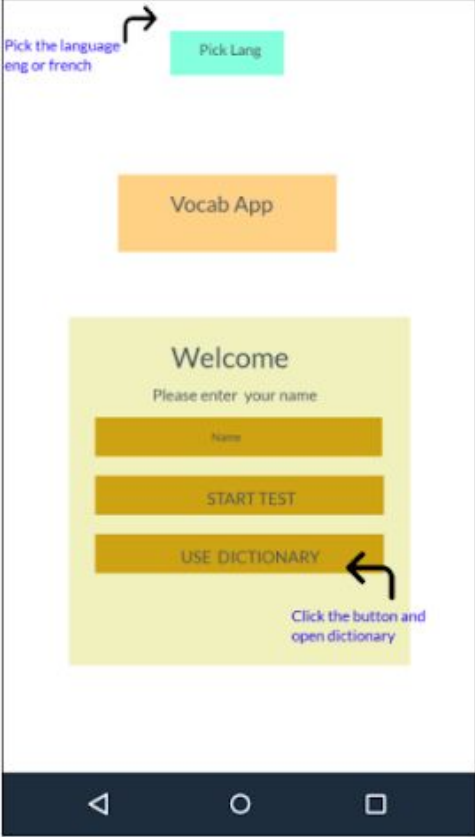 Pick the language
eng or french
Pick Lang
Vocab App
Welcome
Please enter your name
Name
START TEST
USE DICTIONARY
Click the button and
open dictionary